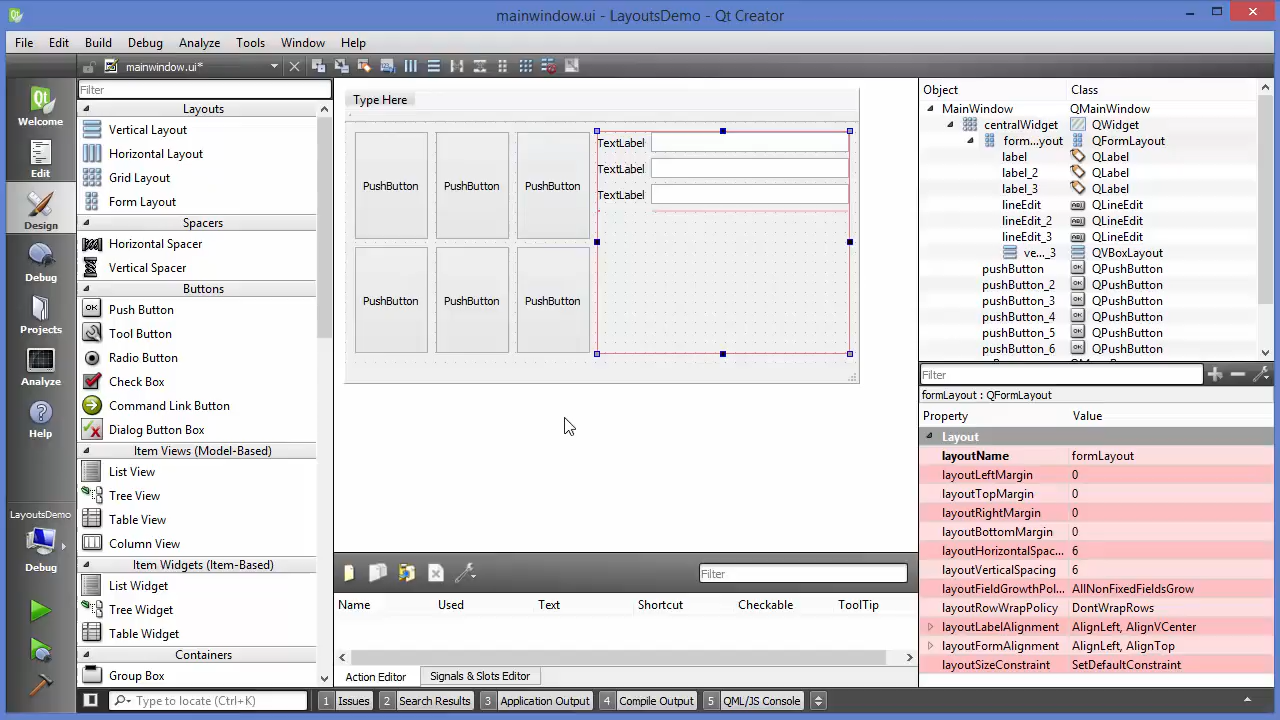 mainwindow.ui - LayoutsDemo - Qt Creator
File Edit Build Debug Analyze Tools Window Help
mainwindow.ui*
Welcome
Edit
Design
Debug
Projects
Analyze
Help
LayoutsDemo
Debug
Filter
Layouts
Vertical Layout
Horizontal Layout
Grid Layout
Form Layout
Spacers
Horizontal Spacer
Vertical Spacer
Buttons
Push Button
Tool Button
Radio Button
Check Box
Command Link Button
Dialog Button Box
Item Views (Model-Based)
List View
Tree View
Table View
Column View
Item Widgets (Item-Based)
List Widget
Tree Widget
Table Widget
Containers
Group Box
Type Here
PushButton PushButton PushButton
PushButton PushButton PushButton
TextLabel
TextLabel
TextLabel
Filter
Name Used Text Shortcut Checkable ToolTip
Action Editor Signals & Slots Editor
Object Class
MainWindow QMainWindow
centralWidget QWidget
form...yout QFormLayout
label QLabel
label_2 QLabel
label_3 QLabel
lineEdit QLineEdit
lineEdit_2 QLineEdit
lineEdit_3 QLineEdit
ve..._3 QVBoxLayout
pushButton QPushButton
pushButton_2 QPushButton
pushButton_3 QPushButton
pushButton_4 QPushButton
pushButton_5 QPushButton
pushButton_6 QPushButton
Filter
formLayout : QFormLayout
Property Value
Layout
layoutName formLayout
layoutLeftMargin 0
layoutTopMargin 0
layoutRightMargin 0
layoutBottomMargin 0
layoutHorizontalSpac... 6
layoutVerticalSpacing 6
layoutFieldGrowthPol... AllNonFixedFieldsGrow
layoutRowWrapPolicy DontWrapRows
layoutLabelAlignment AlignLeft, AlignVCenter
layoutFormAlignment AlignLeft, AlignTop
layoutSizeConstraint SetDefaultConstraint
Type to locate (Ctrl+K) 1 Issues 2 Search Results 3 Application Output 4 Compile Output 5 QML/JS Console